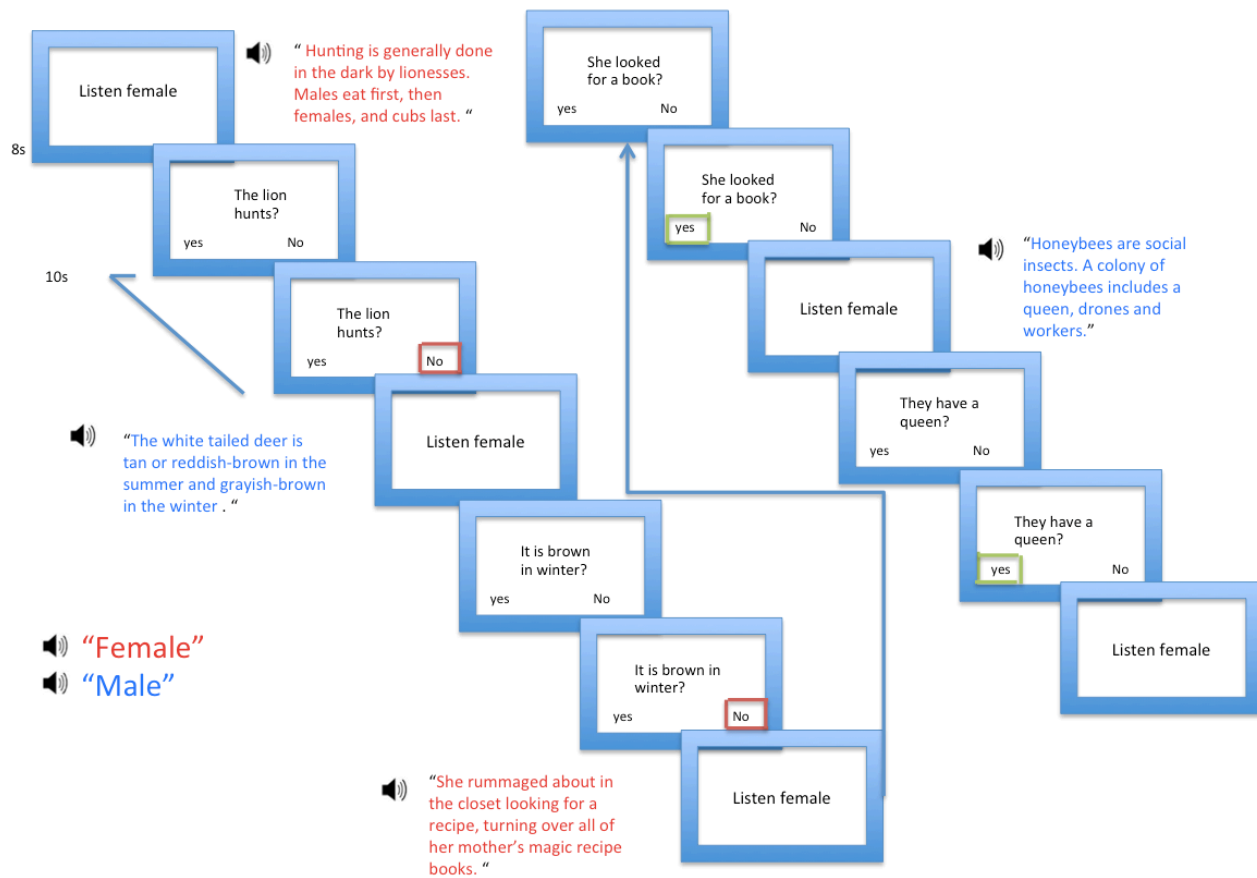 Listen female
“ Hunting is generally done
in the dark by lionesses.
Males eat first, then
females, and cubs last. “
8s
The lion
hunts?
yes No
10s
The lion
hunts?
yes No
“The white tailed deer is
tan or reddish-brown in the
summer and grayish-brown
in the winter . “
Listen female
It is brown
in winter?
yes No
It is brown in
winter?
yes No
“Female”
“Male”
“She rummaged about in
the closet looking for a
recipe, turning over all of
her mother’s magic recipe
books. “
Listen female
She looked
for a book?
yes No
She looked
for a book?
yes No
Listen female
“Honeybees are social
insects. A colony of
honeybees includes a
queen, drones and
workers.”
They have a
queen?
yes No
They have a
queen?
yes No
Listen female